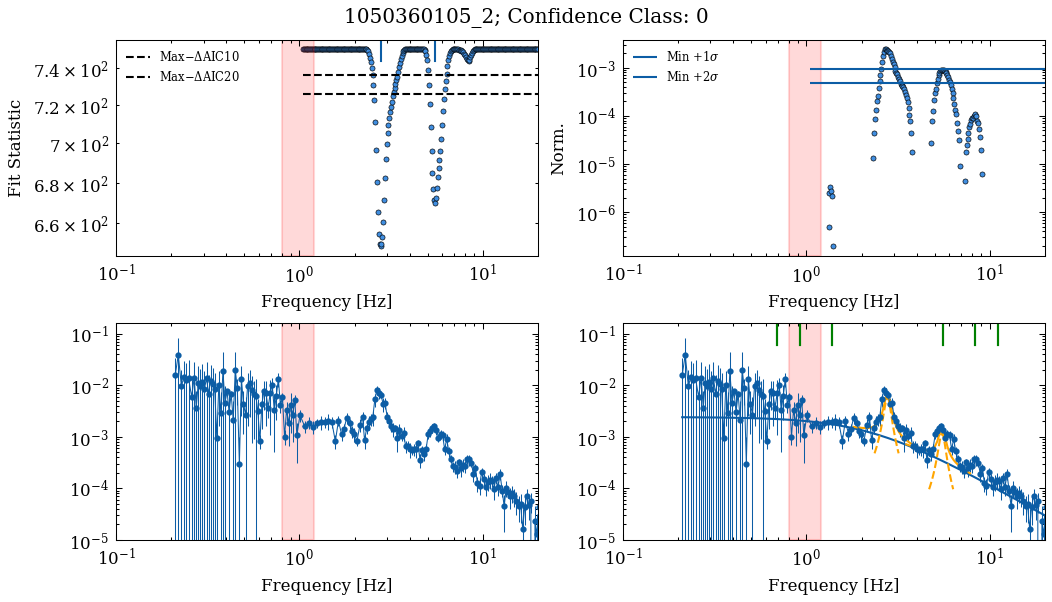 1050360105_2; Confidence Class: 0
Max−ΔAIC10
Max−ΔAIC20
7.4 × 10²
7.2 × 10²
7 × 10²
6.8 × 10²
6.6 × 10²
Fit Statistic
10⁻¹ 10⁰ 10¹
Frequency [Hz]
Min +1σ
Min +2σ
10⁻³
10⁻⁴
10⁻⁵
10⁻⁶
Norm.
10⁻¹ 10⁰ 10¹
Frequency [Hz]
10⁻¹
10⁻²
10⁻³
10⁻⁴
10⁻⁵
10⁻¹ 10⁰ 10¹
Frequency [Hz]
10⁻¹
10⁻²
10⁻³
10⁻⁴
10⁻⁵
10⁻¹ 10⁰ 10¹
Frequency [Hz]